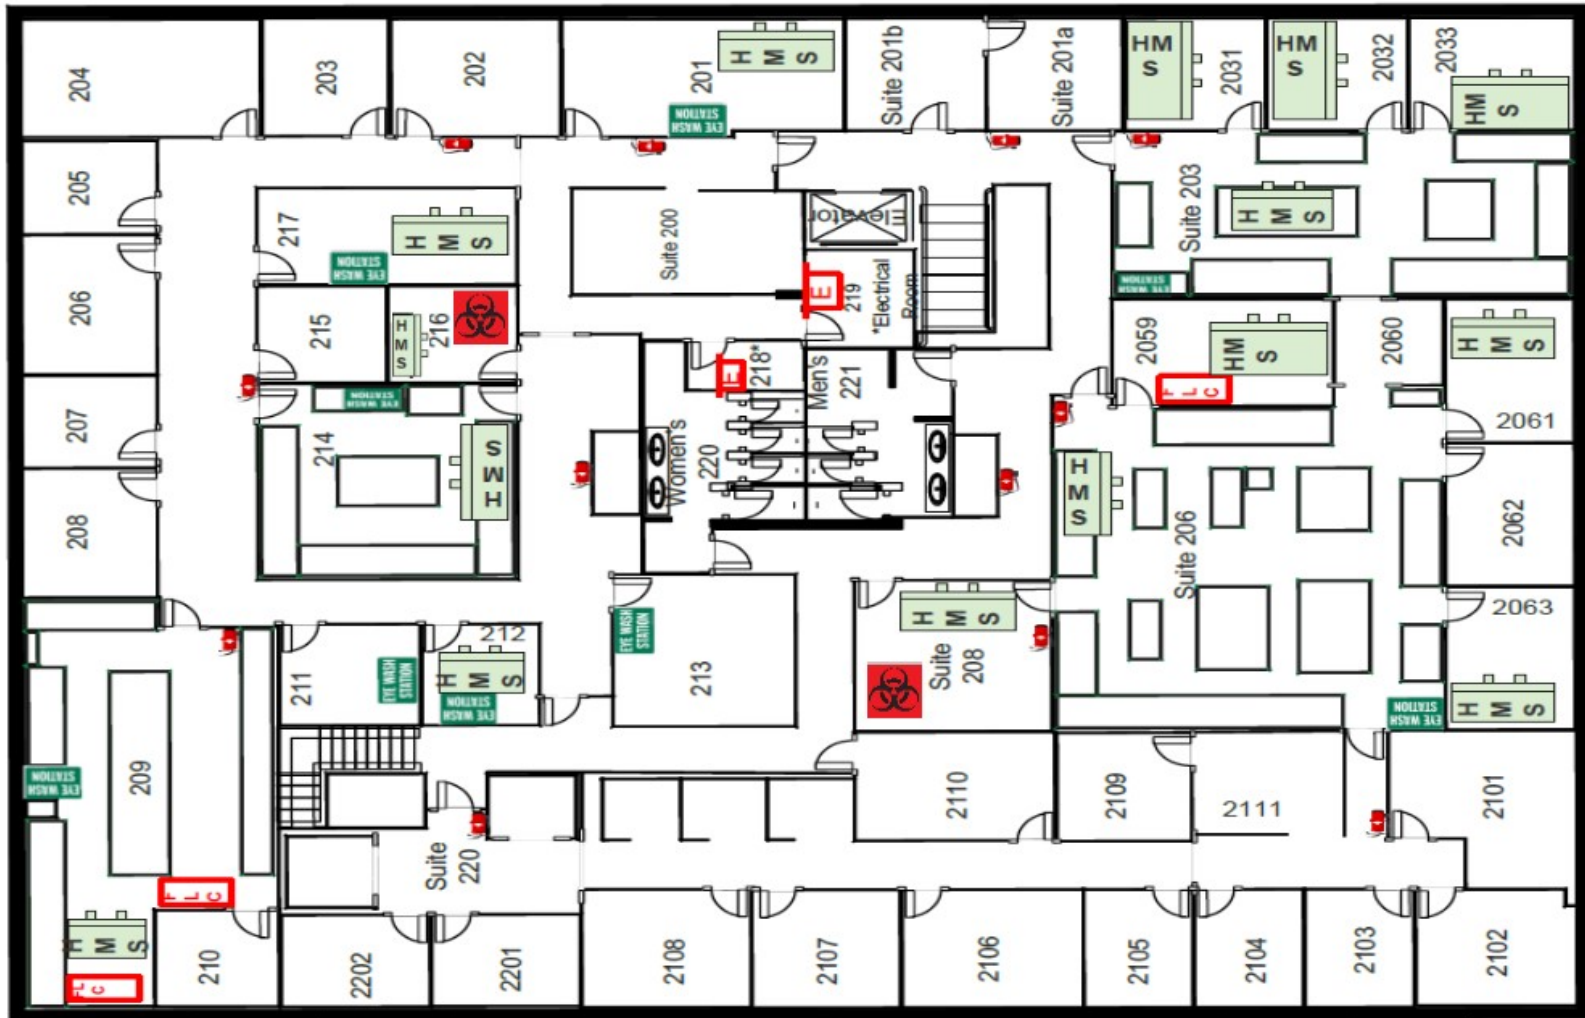 204
203
202
201
H M S
EYE WASH STATION
Suite 201b
Suite 201a
HM S
2031
HM S
2032
2033
HM S
205
217
H M S
EYE WASH STATION
Suite 200
Elevator
Suite 203
H M S
EYE WASH STATION
206
215
H M S
216
E
219
*Electrical Room
2059
HM S
F L C
2060
H M S
2061
207
EYE WASH STATION
214
H M S
E
218*
Women's
220
Men's
221
208
H M S
Suite 206
2062
211
EYE WASH STATION
212
H M S
EYE WASH STATION
EYE WASH STATION
213
H M S
Suite
208
2063
EYE WASH STATION
H M S
209
EYE WASH STATION
2110
2109
2111
2101
Suite
220
F L C
H M S
FL C
210
2202
2201
2108
2107
2106
2105
2104
2103
2102